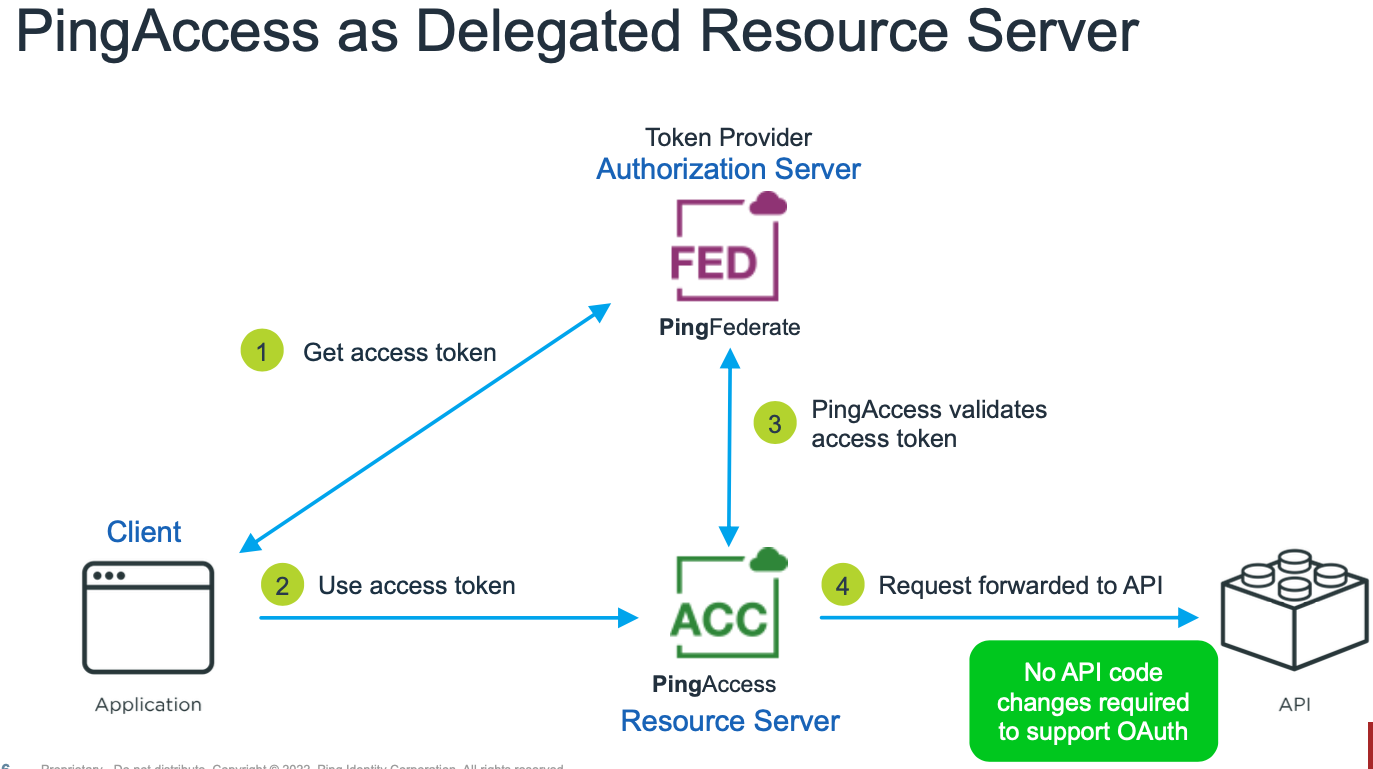 PingAccess as Delegated Resource Server
Token Provider
Authorization Server
FED
PingFederate
1 Get access token
3 PingAccess validates
access token
Client
2 Use access token
ACC
4 Request forwarded to API
No API code
changes required
to support OAuth
Application
PingAccess
API
Resource Server
6 Proprietary - Do not distribute. Copyright © 2022. Ping Identity Corporation. All rights reserved.